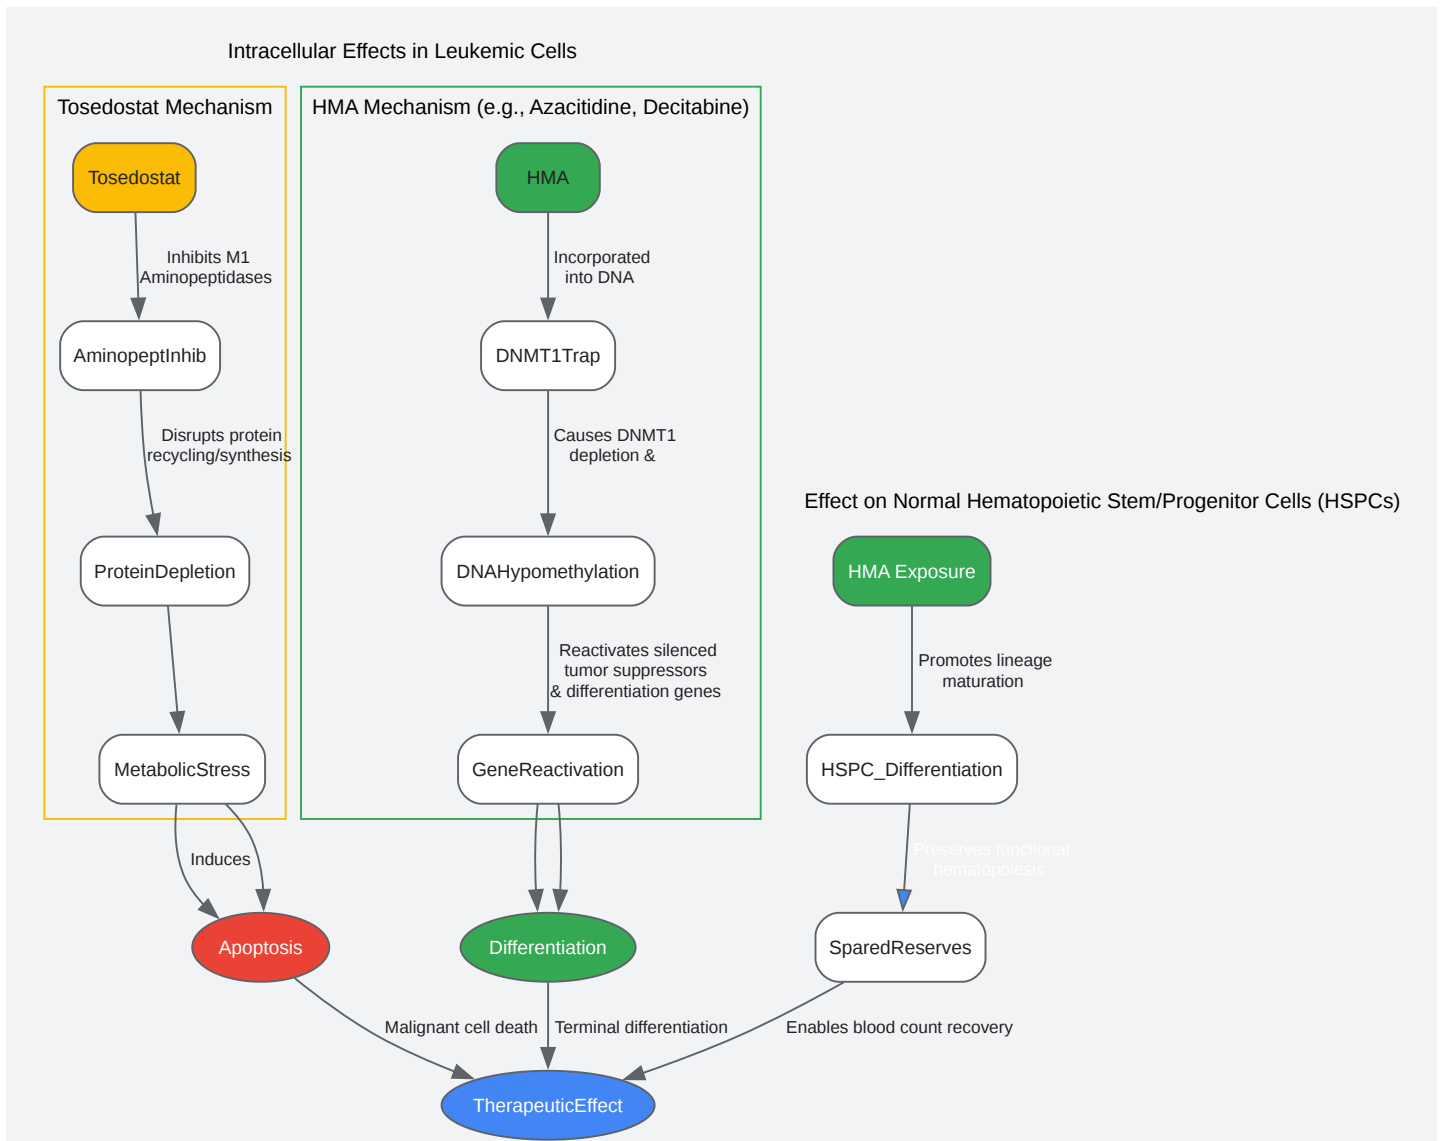 Intracellular Effects in Leukemic Cells
Tosedostat Mechanism
Tosedostat
Inhibits M1
Aminopeptidases
AminopeptInhib
Disrupts protein
recycling/synthesis
ProteinDepletion
MetabolicStress
Induces
Apoptosis
HMA Mechanism (e.g., Azacitidine, Decitabine)
HMA
Incorporated
into DNA
DNMT1Trap
Causes DNMT1
depletion &
DNAHypomethylation
Reactivates silenced
tumor suppressors
& differentiation genes
GeneReactivation
Differentiation
Effect on Normal Hematopoietic Stem/Progenitor Cells (HSPCs)
HMA Exposure
Promotes lineage
maturation
HSPC_Differentiation
Preserves functional
hematopoiesis
SparedReserves
Malignant cell death
Terminal differentiation
Enables blood count recovery
TherapeuticEffect